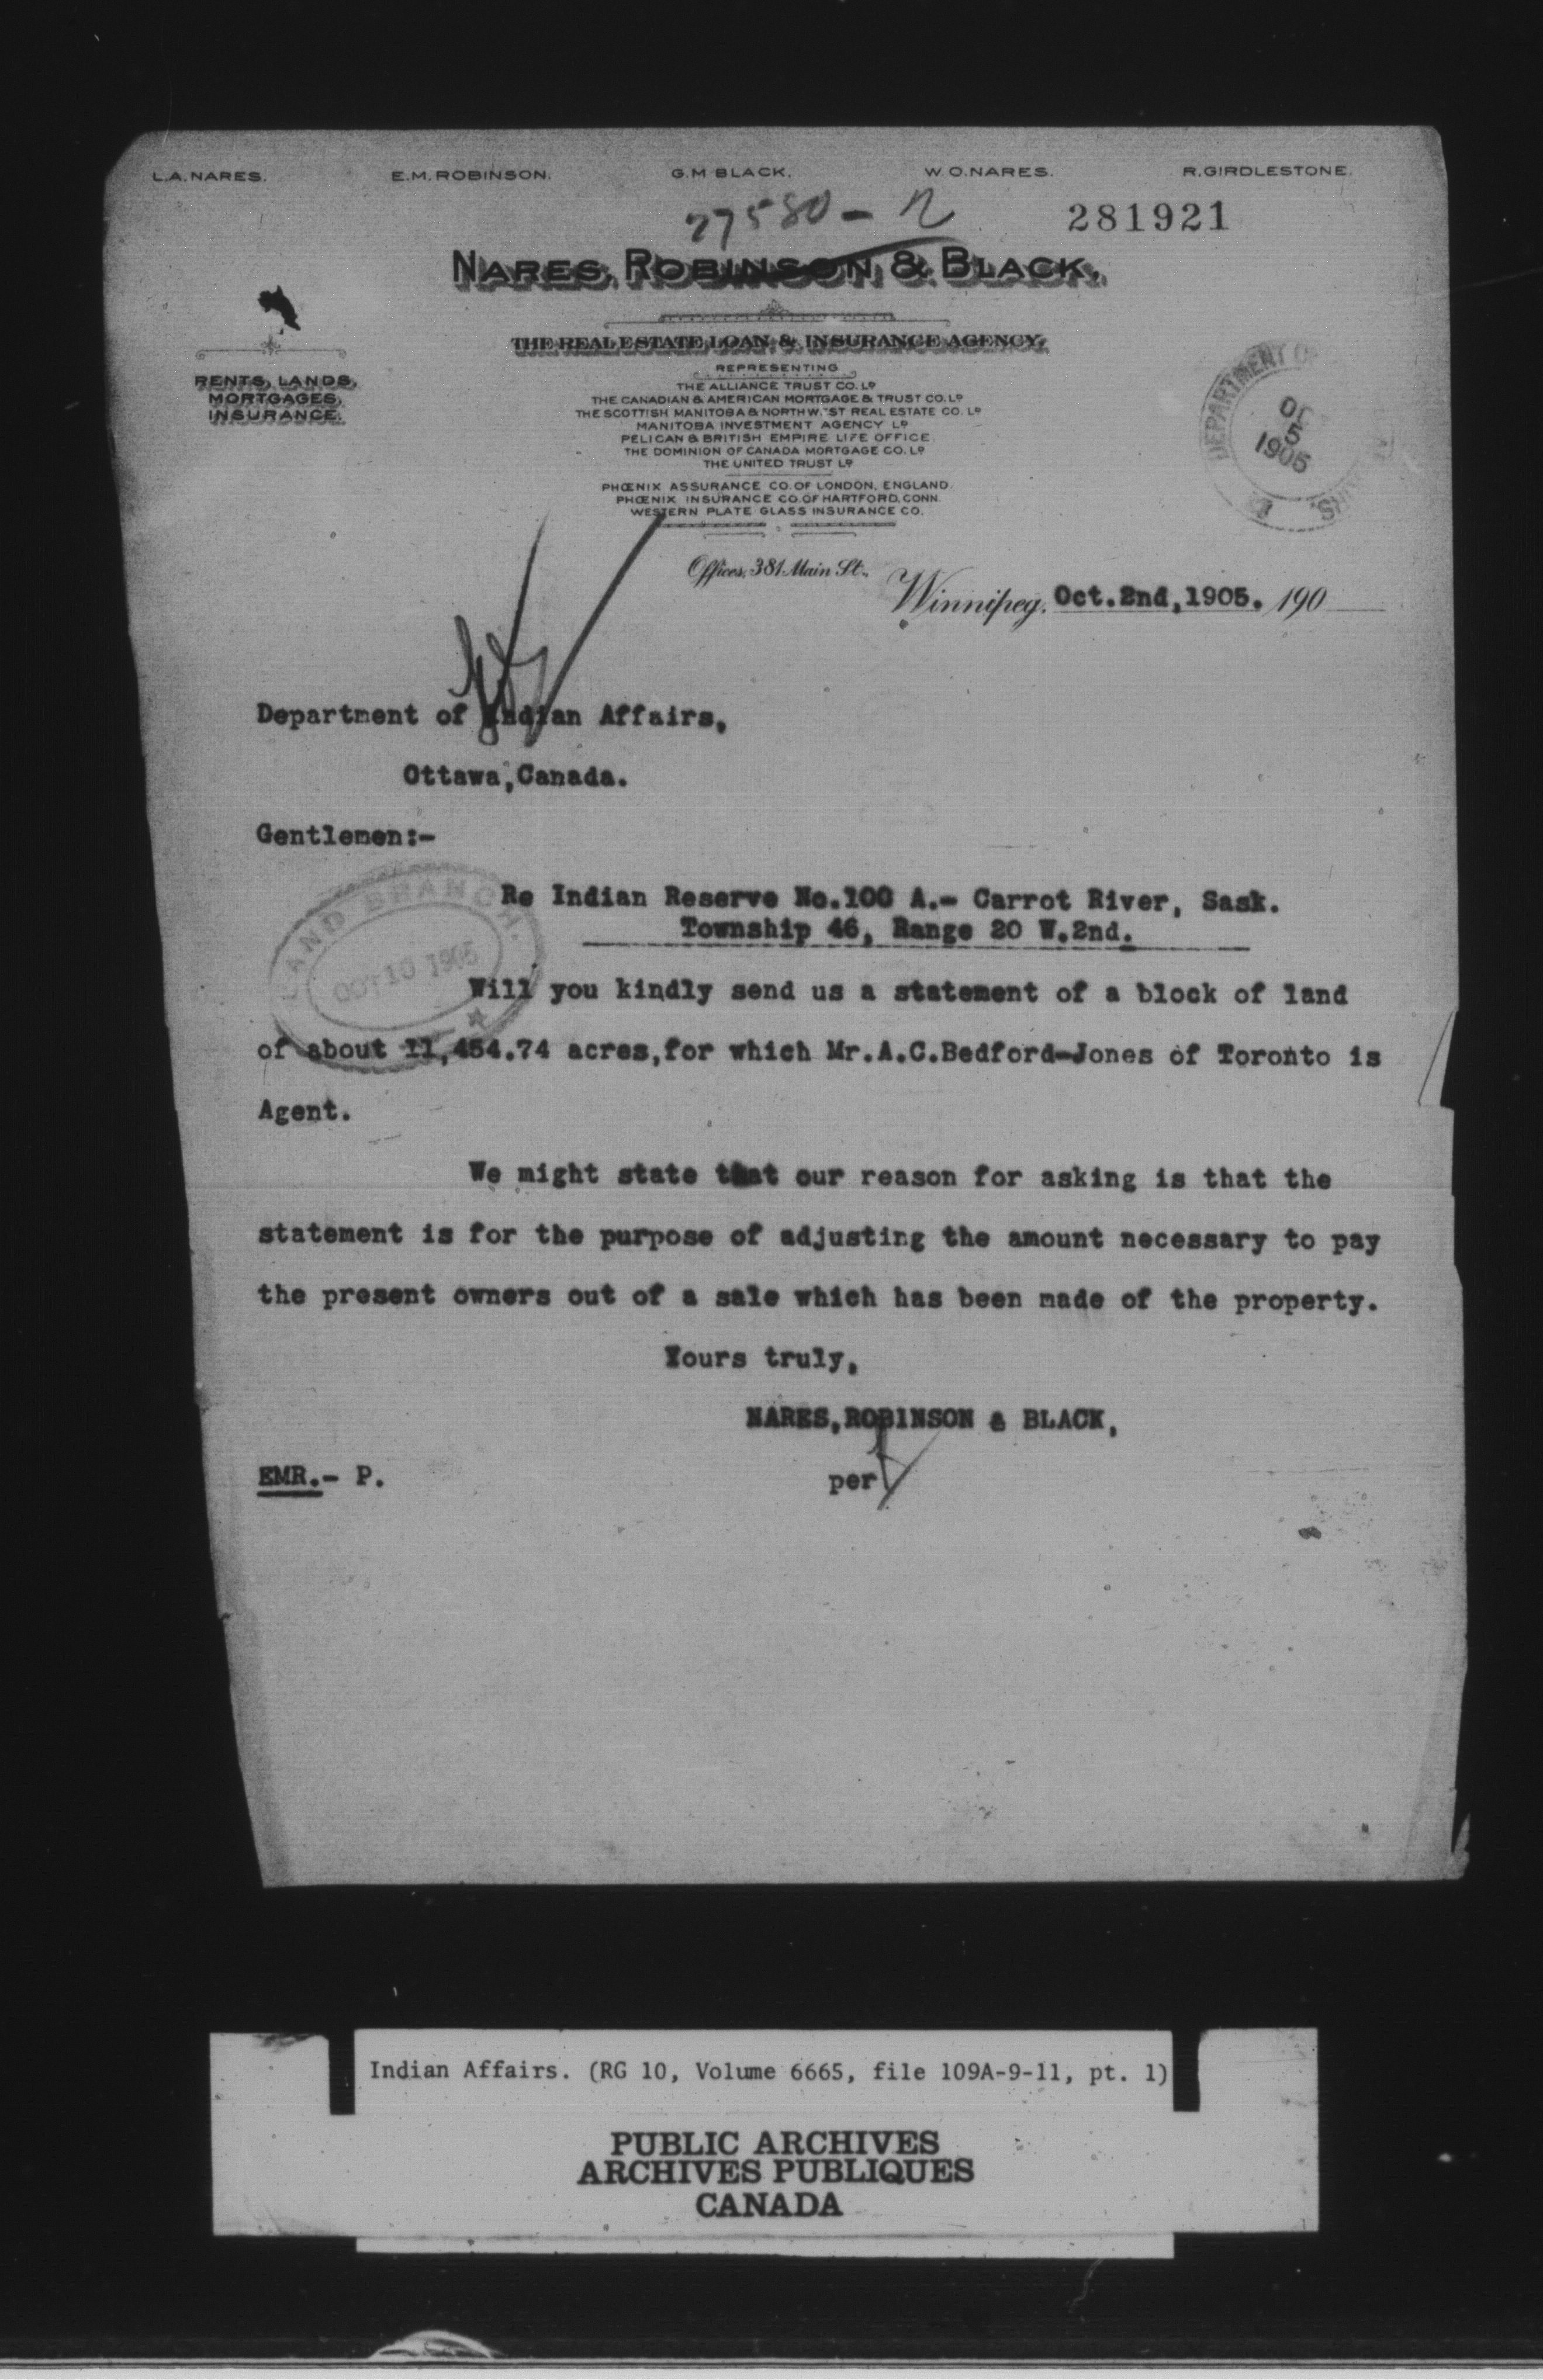 L.A. NARES. E.M. ROBINSON. G.M BLACK. W.O. NARES. R. GIRDLESTONE.
27580-
281921
NARES, ROBINSON & BLACK,
THE REAL ESTATE LOAN & INSURANCE AGENCY,
RENTS, LANDS,
MORTGAGES,
INSURANCE.
REPRESENTING
THE ALLIANCE TRUST CO. LD
THE CANADIAN & AMERICAN MORTGAGE & TRUST CO. LD
THE SCOTTISH MANITOBA & NORTHW.'ST REAL ESTATE CO. LD
MANITOBA INVESTMENT AGENCY LD
PELICAN & BRITISH EMPIRE LIFE OFFICE.
THE DOMINION OF CANADA MORTGAGE CO. LD
THE UNITED TRUST LD
PHŒNIX ASSURANCE CO. OF LONDON, ENGLAND.
PHŒNIX INSURANCE CO. OF HARTFORD, CONN.
WESTERN PLATE GLASS INSURANCE CO.
DEPARTMENT
5
1905
Offices, 381 Main St.,
Winnipeg, Oct.2nd,1905. 190
Department of Indian Affairs,
Ottawa,Canada.
Gentlemen:-
LAND BRANCH.
OCT 10 1905
Re Indian Reserve No.100 A.- Carrot River, Sask.
Township 46, Range 20 W.2nd.
Will you kindly send us a statement of a block of land
of about 11,454.74 acres,for which Mr.A.C.Bedford-Jones of Toronto is
Agent.
We might state that our reason for asking is that the
statement is for the purpose of adjusting the amount necessary to pay
the present owners out of a sale which has been made of the property.
Yours truly,
NARES,ROBINSON & BLACK,
EMR.- P.
per
Indian Affairs. (RG 10, Volume 6665, file 109A-9-11, pt. 1)
PUBLIC ARCHIVES
ARCHIVES PUBLIQUES
CANADA